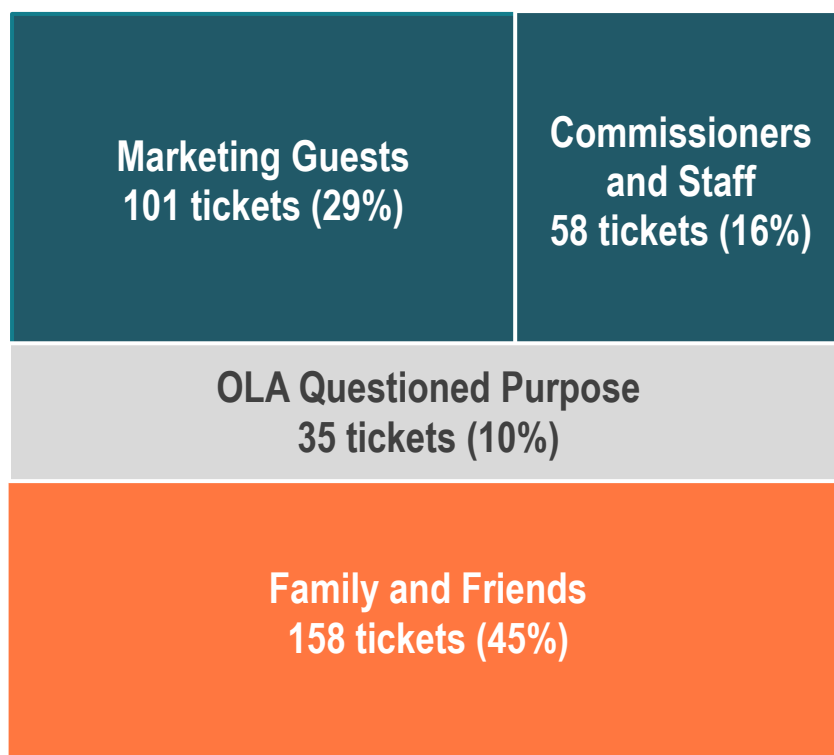 Marketing Guests
101 tickets (29%)
Commissioners
and Staff
58 tickets (16%)
OLA Questioned Purpose
35 tickets (10%)
Family and Friends
158 tickets (45%)